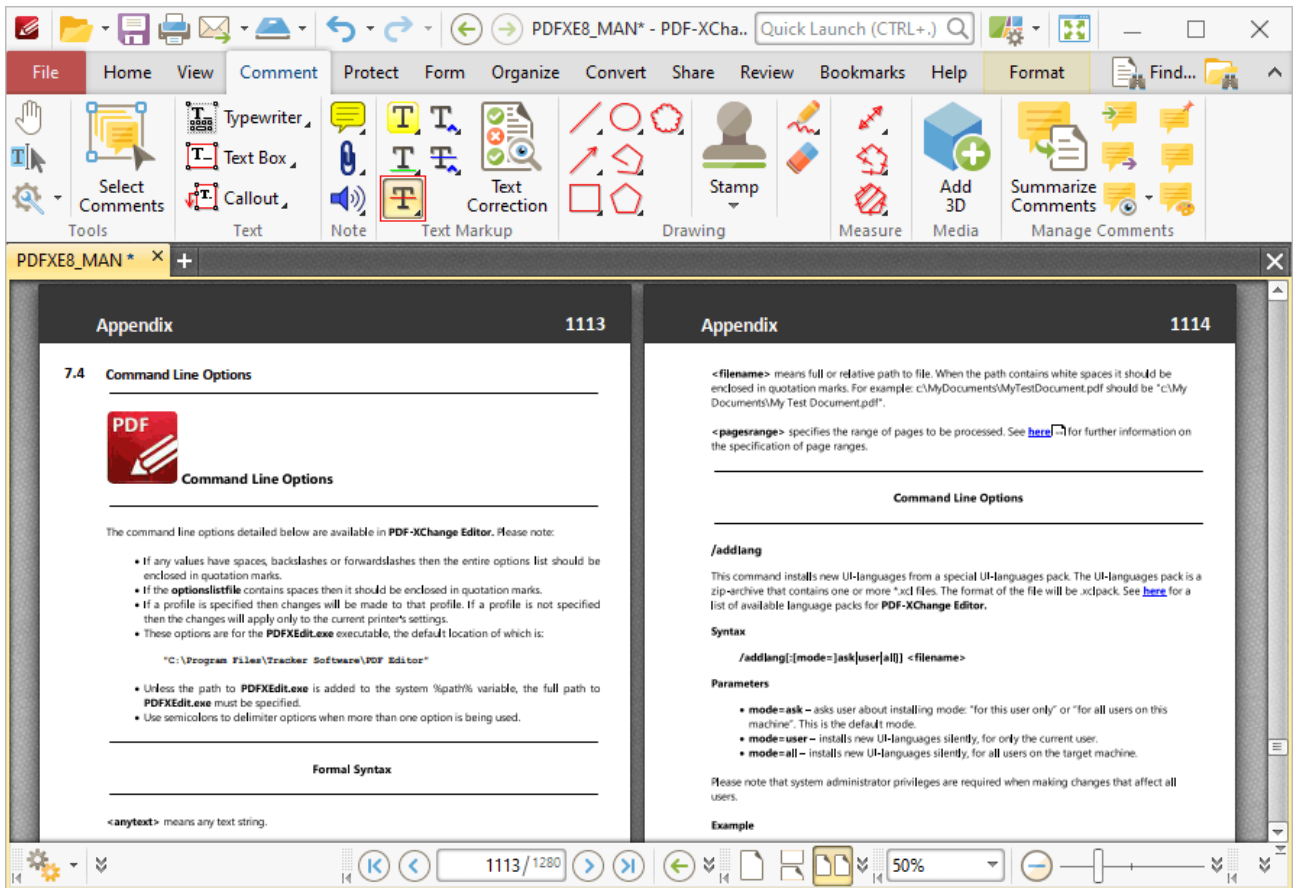 PDFXE8_MAN* - PDF-XCha..
Quick Launch (CTRL+.)
File Home View Comment Protect Form Organize Convert Share Review Bookmarks Help Format Find...
Select Comments
Typewriter
Text Box
Callout
Text Correction
Stamp
Add 3D
Summarize Comments
Tools Text Note Text Markup Drawing Measure Media Manage Comments
PDFXE8_MAN *
Appendix 1113
7.4 Command Line Options
PDF
Command Line Options
The command line options detailed below are available in PDF-XChange Editor. Please note:
• If any values have spaces, backslashes or forwardslashes then the entire options list should be
enclosed in quotation marks.
• If the optionslistfile contains spaces then it should be enclosed in quotation marks.
• If a profile is specified then changes will be made to that profile. If a profile is not specified
then the changes will apply only to the current printer's settings.
• These options are for the PDFXEdit.exe executable, the default location of which is:
"C:\Program Files\Tracker Software\PDF Editor"
• Unless the path to PDFXEdit.exe is added to the system %path% variable, the full path to
PDFXEdit.exe must be specified.
• Use semicolons to delimiter options when more than one option is being used.
Formal Syntax
<anytext> means any text string.
Appendix 1114
<filename> means full or relative path to file. When the path contains white spaces it should be
enclosed in quotation marks. For example: c:\MyDocuments\MyTestDocument.pdf should be "c:\My
Documents\My Test Document.pdf".
<pagesrange> specifies the range of pages to be processed. See here for further information on
the specification of page ranges.
Command Line Options
/addlang
This command installs new UI-languages from a special UI-languages pack. The UI-languages pack is a
zip-archive that contains one or more *.xcl files. The format of the file will be .xclpack. See here for a
list of available language packs for PDF-XChange Editor.
Syntax
/addlang[:[mode=]ask|user|all]] <filename>
Parameters
• mode=ask – asks user about installing mode: "for this user only" or "for all users on this
machine". This is the default mode.
• mode=user – installs new UI-languages silently, for only the current user.
• mode=all – installs new UI-languages silently, for all users on the target machine.
Please note that system administrator privileges are required when making changes that affect all
users.
Example
1113/1280
50%